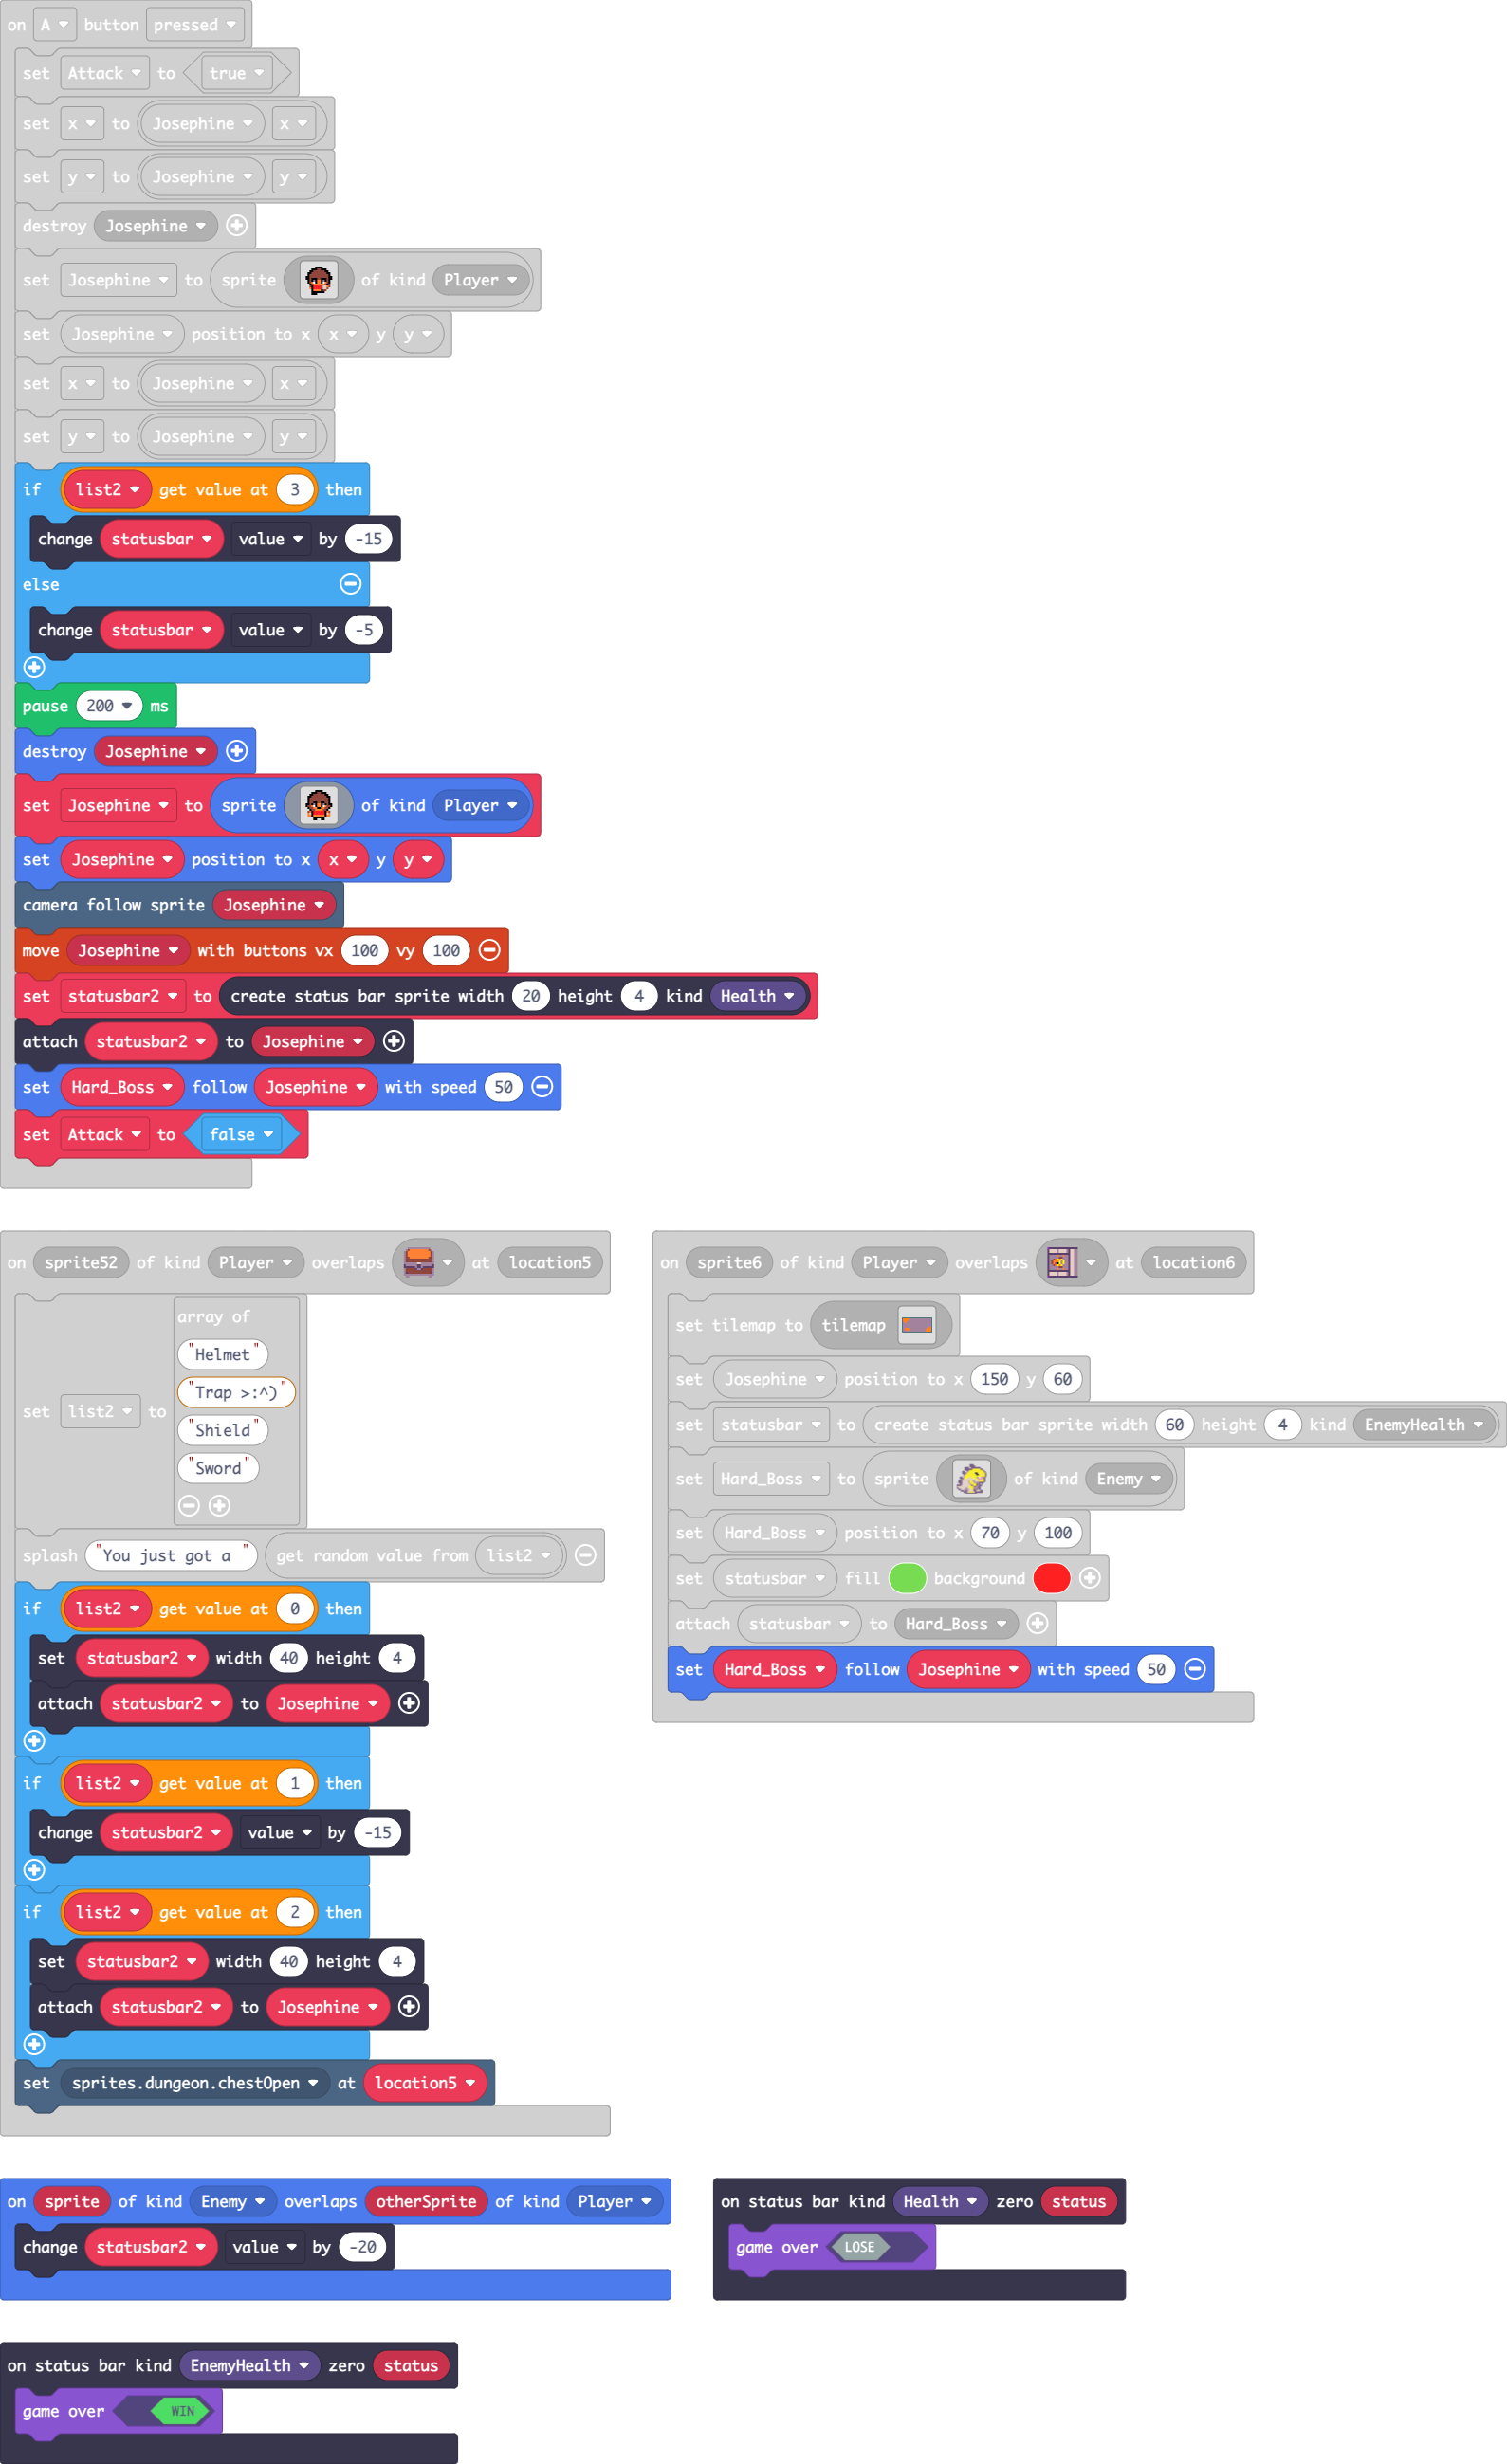 on A button pressed
set Attack to true
set x to Josephine x
set y to Josephine y
destroy Josephine
set Josephine to sprite of kind Player
set Josephine position to x x y y
set x to Josephine x
set y to Josephine y
if list2 get value at 3 then
change statusbar value by -15
else
change statusbar value by -5
pause 200 ms
destroy Josephine
set Josephine to sprite of kind Player
set Josephine position to x x y y
camera follow sprite Josephine
move Josephine with buttons vx 100 vy 100
set statusbar2 to create status bar sprite width 20 height 4 kind Health
attach statusbar2 to Josephine
set Hard_Boss follow Josephine with speed 50
set Attack to false
on sprite52 of kind Player overlaps at location5
set list2 to array of
"Helmet"
"Trap >:^)"
"Shield"
"Sword"
splash "You just got a " get random value from list2
if list2 get value at 0 then
set statusbar2 width 40 height 4
attach statusbar2 to Josephine
if list2 get value at 1 then
change statusbar2 value by -15
if list2 get value at 2 then
set statusbar2 width 40 height 4
attach statusbar2 to Josephine
set sprites.dungeon.chestOpen at location5
on sprite6 of kind Player overlaps at location6
set tilemap to tilemap
set Josephine position to x 150 y 60
set statusbar to create status bar sprite width 60 height 4 kind EnemyHealth
set Hard_Boss to sprite of kind Enemy
set Hard_Boss position to x 70 y 100
set statusbar fill background
attach statusbar to Hard_Boss
set Hard_Boss follow Josephine with speed 50
on sprite of kind Enemy overlaps otherSprite of kind Player
change statusbar2 value by -20
on status bar kind Health zero status
game over LOSE
on status bar kind EnemyHealth zero status
game over WIN